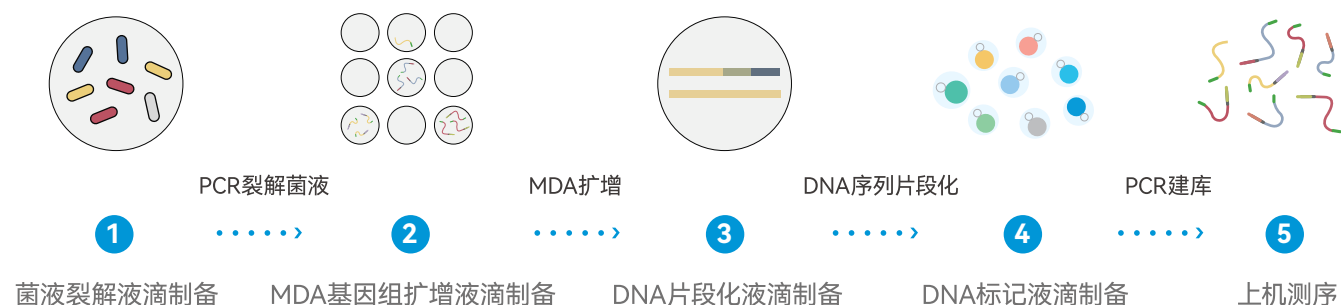 PCR裂解菌液
MDA扩增
DNA序列片段化
PCR建库
1
2
3
4
5
菌液裂解液滴制备
MDA基因组扩增液滴制备
DNA片段化液滴制备
DNA标记液滴制备
上机测序